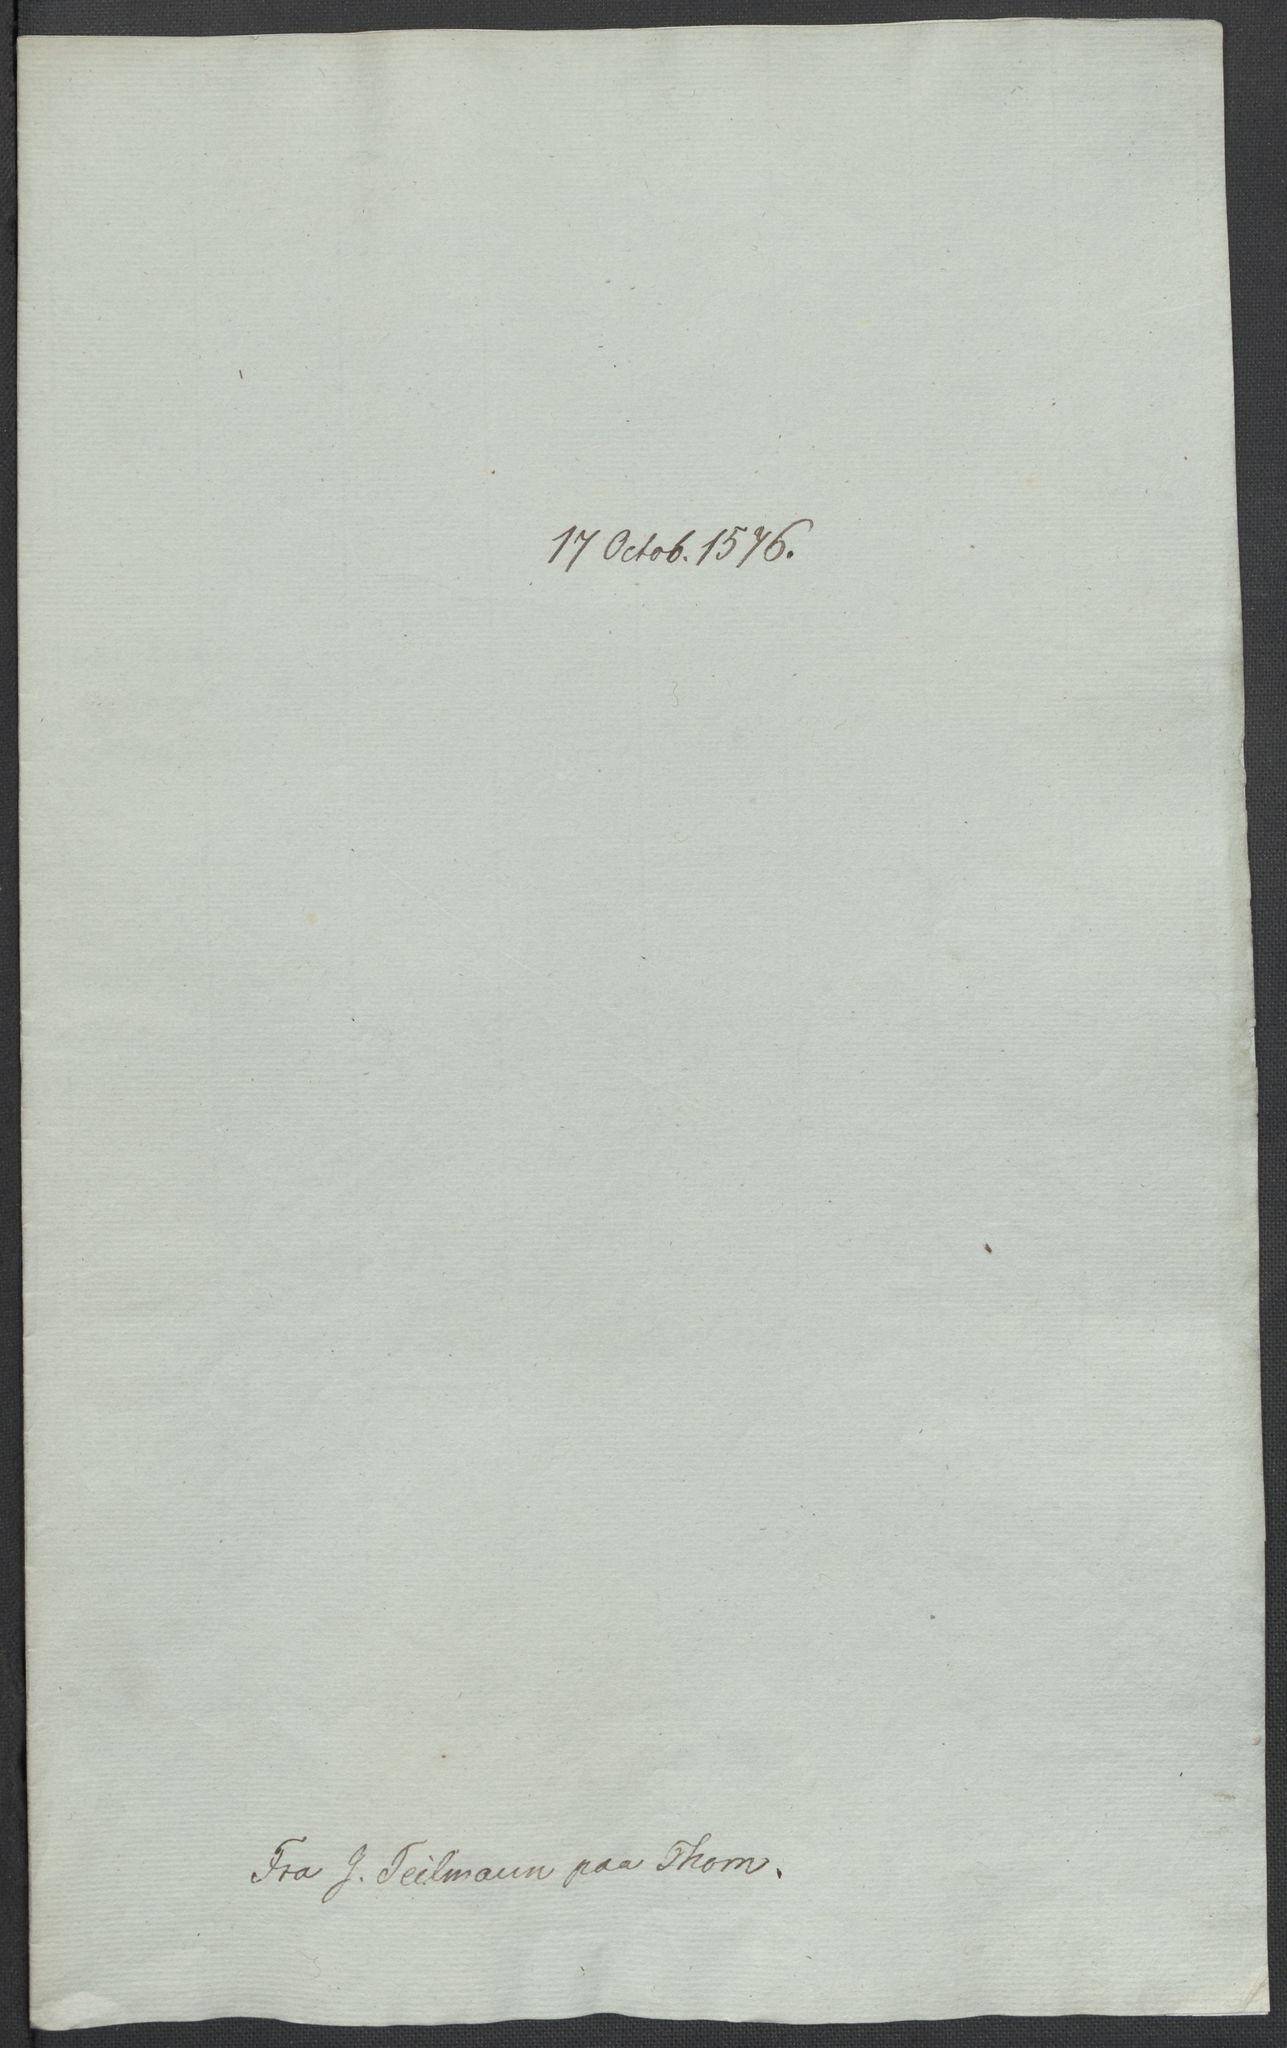 17 Octob. 1576.
Fra J. Teilmann paa Thom.